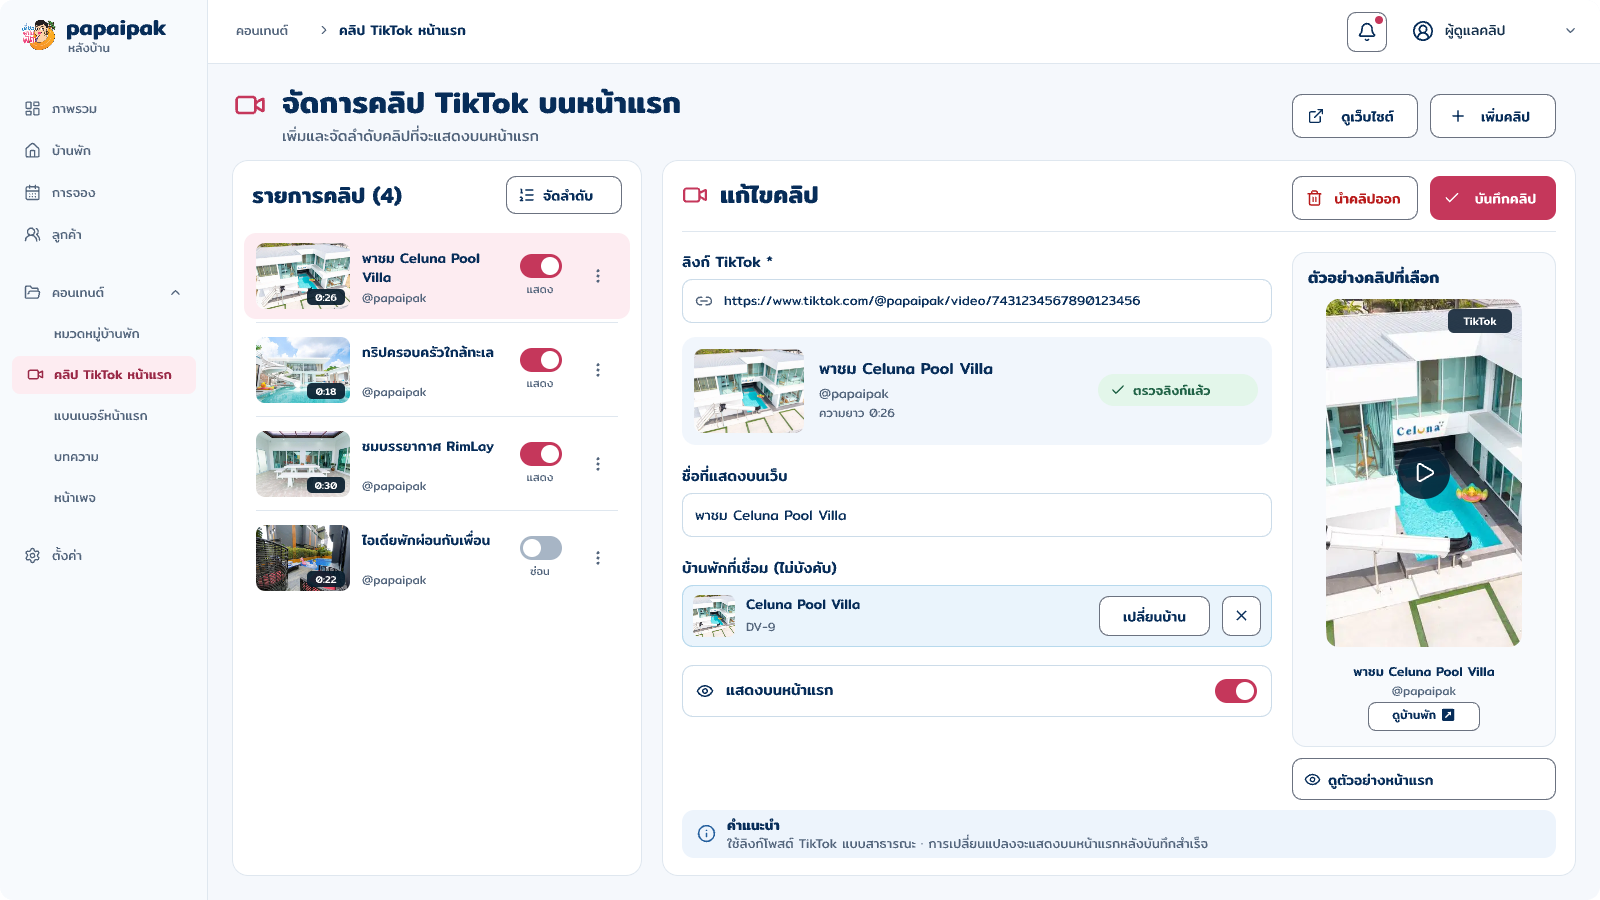 papaipak
หลังบ้าน
ภาพรวม
บ้านพัก
การจอง
ลูกค้า
คอนเทนต์
หมวดหมู่บ้านพัก
คลิป TikTok หน้าแรก
แบนเนอร์หน้าแรก
บทความ
หน้าเพจ
ตั้งค่า
คอนเทนต์ > คลิป TikTok หน้าแรก
ผู้ดูแลคลิป
จัดการคลิป TikTok บนหน้าแรก
เพิ่มและจัดลำดับคลิปที่จะแสดงบนหน้าแรก
ดูเว็บไซต์
เพิ่มคลิป
รายการคลิป (4)
จัดลำดับ
พาชม Celuna Pool Villa
@papaipak
0:26
แสดง
ทริปครอบครัวใกล้ทะเล
@papaipak
0:18
แสดง
ชมบรรยากาศ RimLay
@papaipak
0:30
แสดง
ไอเดียพักผ่อนกับเพื่อน
@papaipak
0:22
ซ่อน
แก้ไขคลิป
นำคลิปออก
บันทึกคลิป
ลิงก์ TikTok *
https://www.tiktok.com/@papaipak/video/7431234567890123456
พาชม Celuna Pool Villa
@papaipak
ความยาว 0:26
ตรวจลิงก์แล้ว
ชื่อที่แสดงบนเว็บ
พาชม Celuna Pool Villa
บ้านพักที่เชื่อม (ไม่บังคับ)
Celuna Pool Villa
DV-9
เปลี่ยนบ้าน
แสดงบนหน้าแรก
ตัวอย่างคลิปที่เลือก
TikTok
Celuna
พาชม Celuna Pool Villa
@papaipak
ดูบ้านพัก
ดูตัวอย่างหน้าแรก
คำแนะนำ
ใช้ลิงก์โพสต์ TikTok แบบสาธารณะ · การเปลี่ยนแปลงจะแสดงบนหน้าแรกหลังบันทึกสำเร็จ